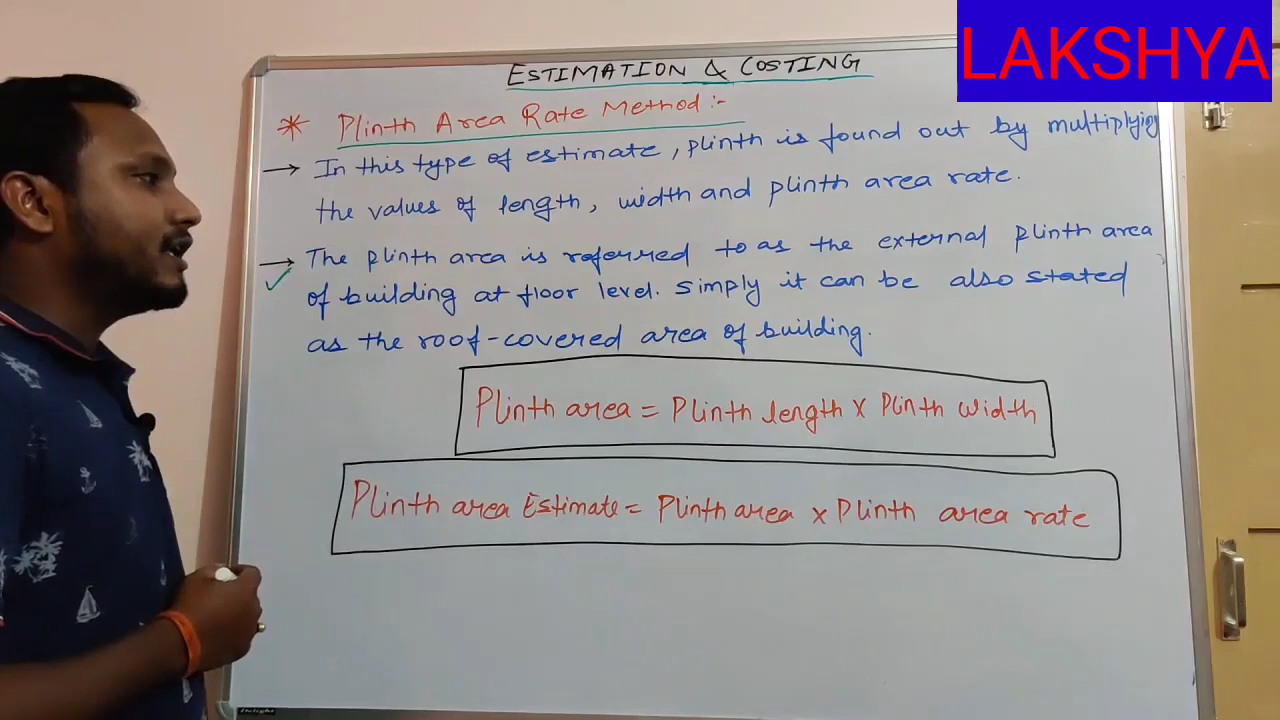 LAKSHYA
ESTIMATION & COSTING
* Plinth Area Rate Method :-
→ In this type of estimate, plinth is found out by multiplying
the values of length, width and plinth area rate.
→ The plinth area is referred to as the external plinth area
of building at floor level. Simply it can be also stated
as the roof-covered area of building.
Plinth area = Plinth length x Plinth width
Plinth area Estimate = Plinth area x Plinth area rate